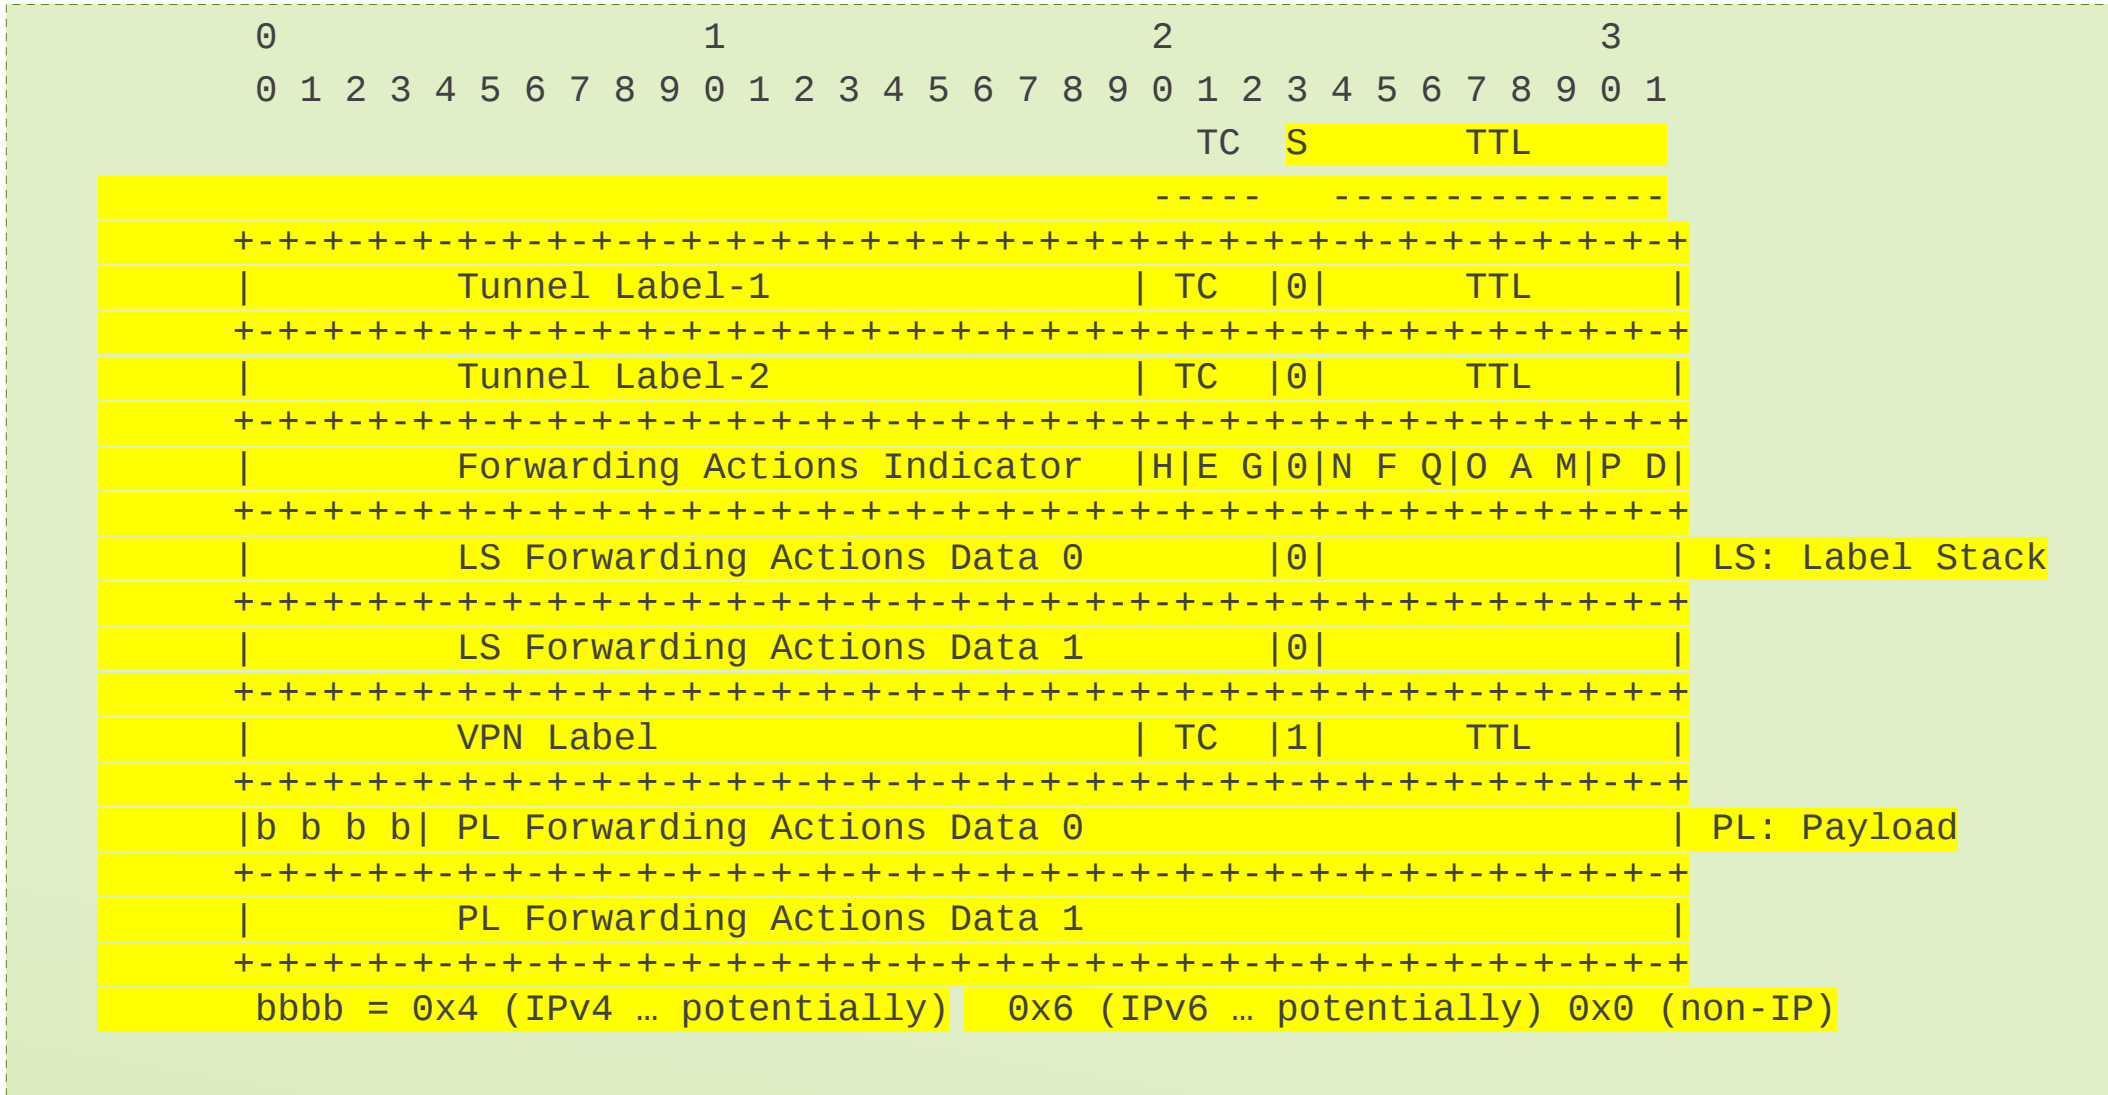 0                   1                   2                   3
0 1 2 3 4 5 6 7 8 9 0 1 2 3 4 5 6 7 8 9 0 1 2 3 4 5 6 7 8 9 0 1
TC  S       TTL
-----   ---------------
+-+-+-+-+-+-+-+-+-+-+-+-+-+-+-+-+-+-+-+-+-+-+-+-+-+-+-+-+-+-+-+-+
|         Tunnel Label-1                | TC  |0|      TTL      |
+-+-+-+-+-+-+-+-+-+-+-+-+-+-+-+-+-+-+-+-+-+-+-+-+-+-+-+-+-+-+-+-+
|         Tunnel Label-2                | TC  |0|      TTL      |
+-+-+-+-+-+-+-+-+-+-+-+-+-+-+-+-+-+-+-+-+-+-+-+-+-+-+-+-+-+-+-+-+
|         Forwarding Actions Indicator  |H|E G|0|N F Q|O A M|P D|
+-+-+-+-+-+-+-+-+-+-+-+-+-+-+-+-+-+-+-+-+-+-+-+-+-+-+-+-+-+-+-+-+
|         LS Forwarding Actions Data 0        |0|               | LS: Label Stack
+-+-+-+-+-+-+-+-+-+-+-+-+-+-+-+-+-+-+-+-+-+-+-+-+-+-+-+-+-+-+-+-+
|         LS Forwarding Actions Data 1        |0|               |
+-+-+-+-+-+-+-+-+-+-+-+-+-+-+-+-+-+-+-+-+-+-+-+-+-+-+-+-+-+-+-+-+
|         VPN Label                     | TC  |1|      TTL      |
+-+-+-+-+-+-+-+-+-+-+-+-+-+-+-+-+-+-+-+-+-+-+-+-+-+-+-+-+-+-+-+-+
|b b b b| PL Forwarding Actions Data 0                          | PL: Payload
+-+-+-+-+-+-+-+-+-+-+-+-+-+-+-+-+-+-+-+-+-+-+-+-+-+-+-+-+-+-+-+-+
|         PL Forwarding Actions Data 1                          |
+-+-+-+-+-+-+-+-+-+-+-+-+-+-+-+-+-+-+-+-+-+-+-+-+-+-+-+-+-+-+-+-+
bbbb = 0x4 (IPv4 … potentially)  0x6 (IPv6 … potentially) 0x0 (non-IP)